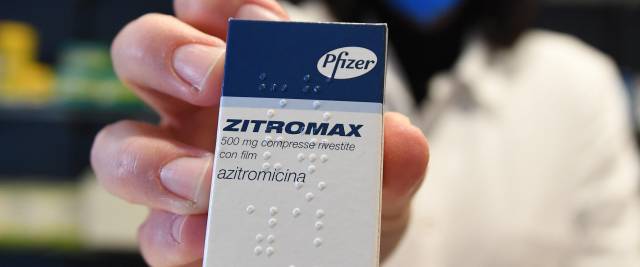 Pfizer
ZITROMAX
500 mg compresse rivestite
con film
azitromicina